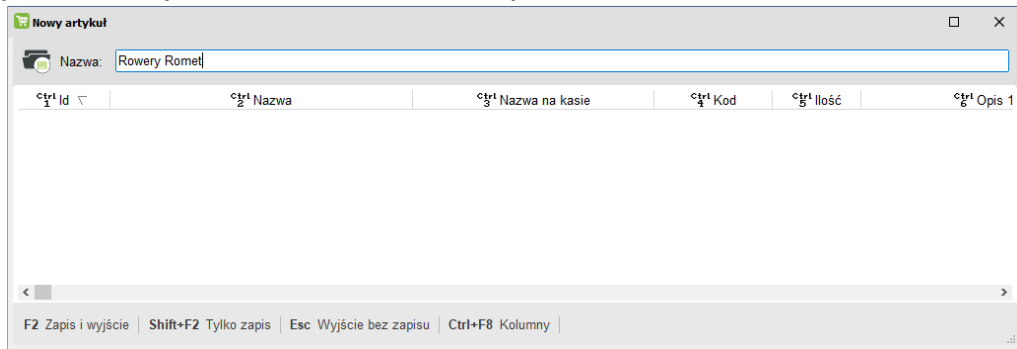 Nowy artykuł
Nazwa: Rowery Romet
Ctrl 1 Id Ctrl 2 Nazwa Ctrl 3 Nazwa na kasie Ctrl 4 Kod Ctrl 5 Ilość Ctrl 6 Opis 1
F2 Zapis i wyjście Shift+F2 Tylko zapis Esc Wyjście bez zapisu Ctrl+F8 Kolumny